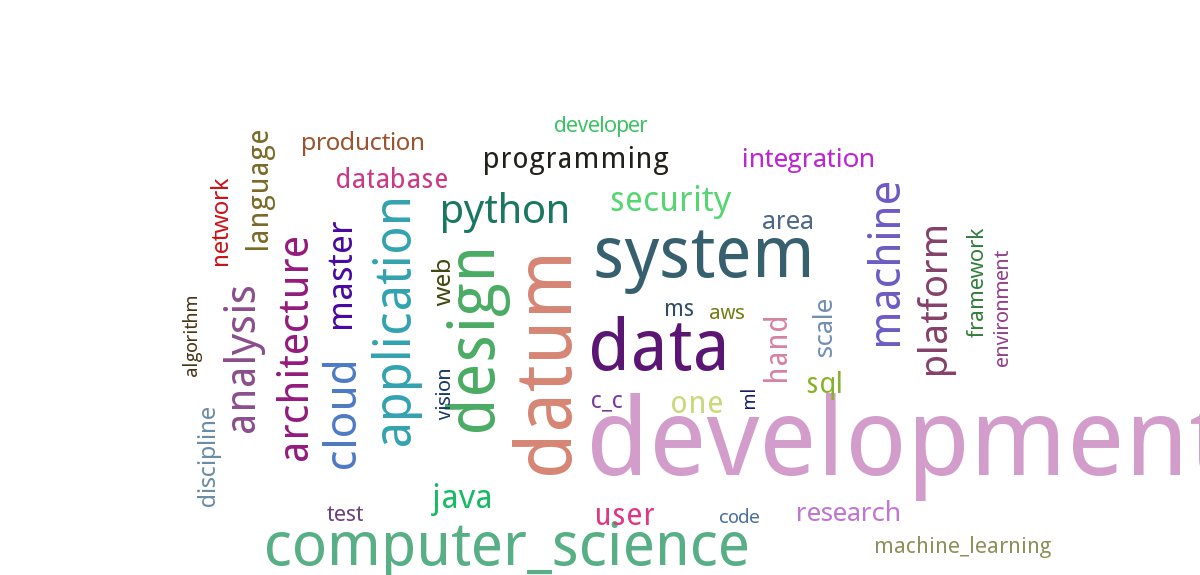 developer
production
programming
integration
language
database
network
python
security
area
machine
application
master
architecture
web
design
system
platform
framework
environment
algorithm
analysis
datum
ms
aws
scale
hand
data
cloud
vision
c_c
one
ml
sql
discipline
development
java
test
user
code
research
computer_science
machine_learning